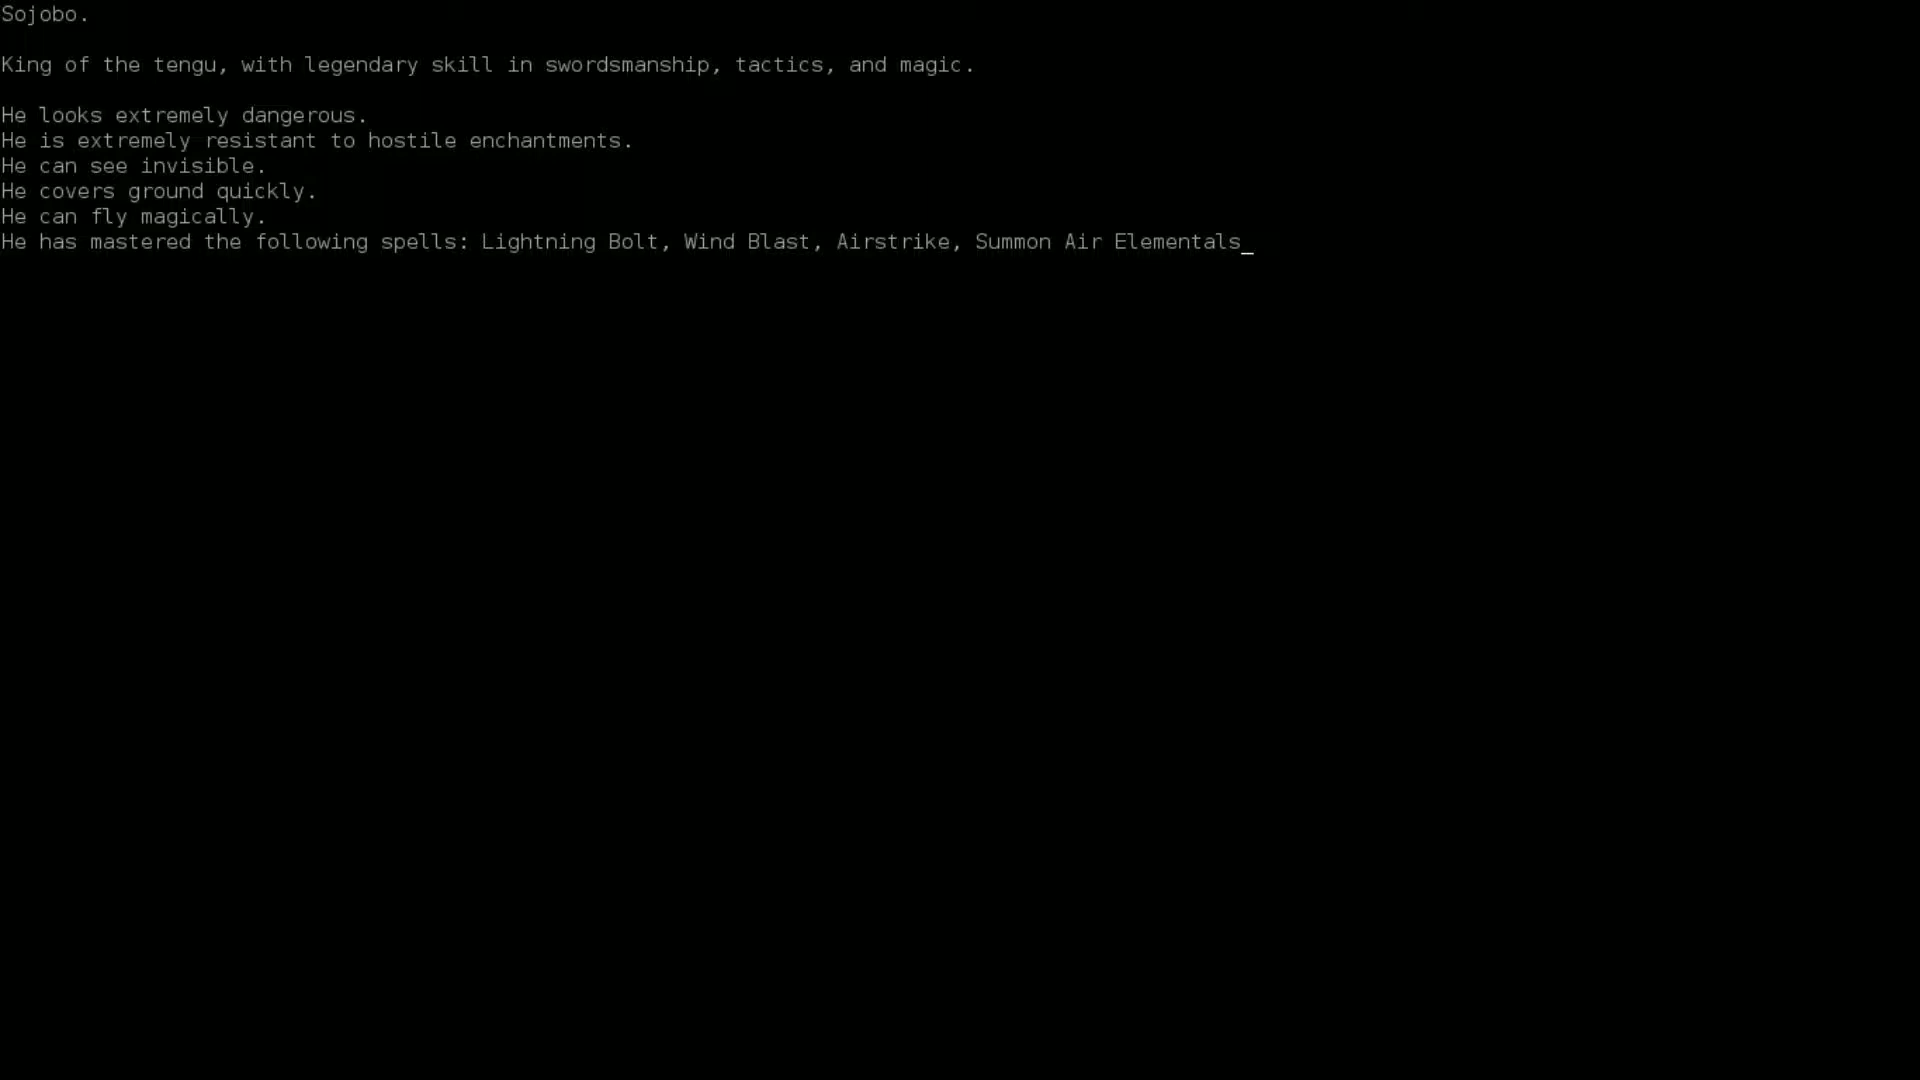 Sojobo.
King of the tengu, with legendary skill in swordsmanship, tactics, and magic.
He looks extremely dangerous.
He is extremely resistant to hostile enchantments.
He can see invisible.
He covers ground quickly.
He can fly magically.
He has mastered the following spells: Lightning Bolt, Wind Blast, Airstrike, Summon Air Elementals_